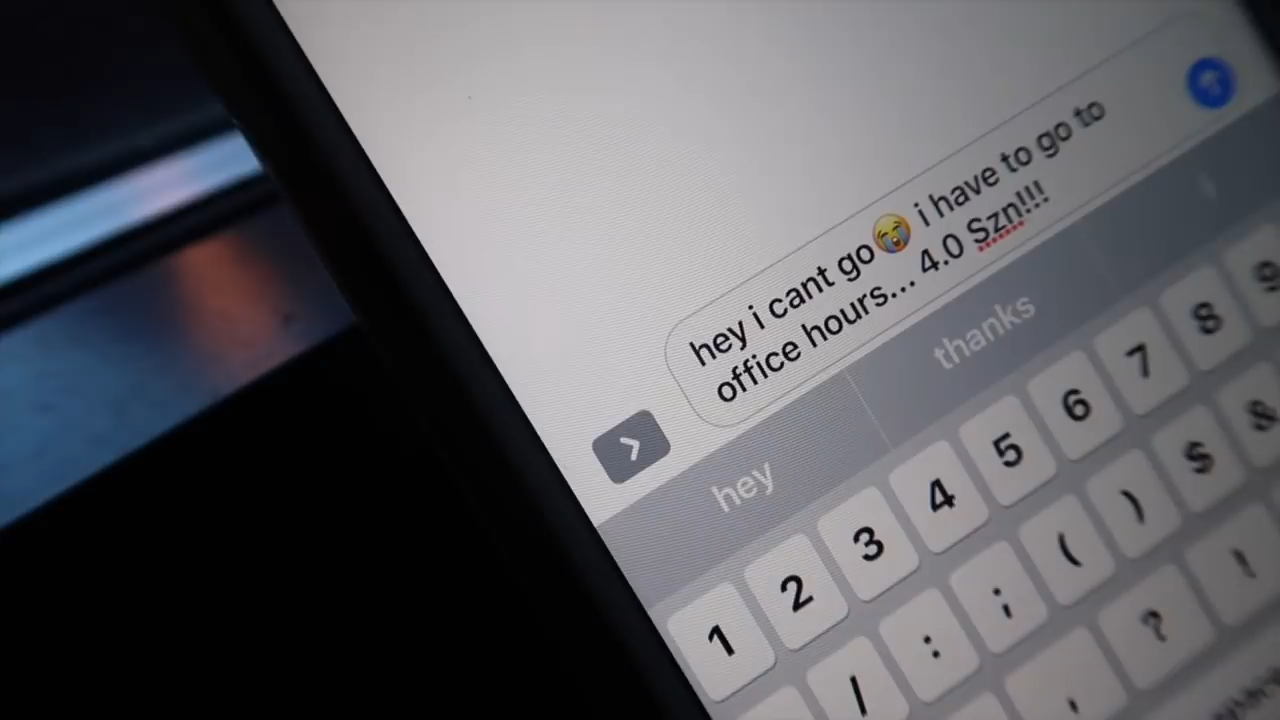 hey i cant go😭 i have to go to
office hours... 4.0 Szn!!!
hey
thanks
1 2 3 4 5 6 7 8 9
/ : ; ( ) $ &
, ? !